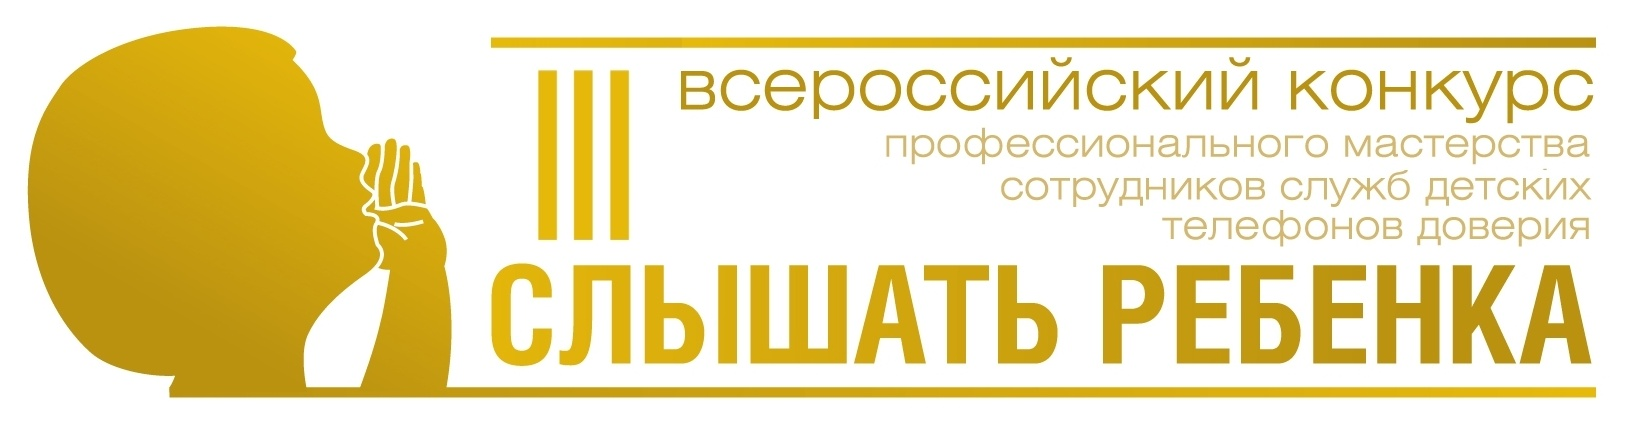 III всероссийский конкурс
профессионального мастерства
сотрудников служб детских
телефонов доверия
СЛЫШАТЬ РЕБЕНКА